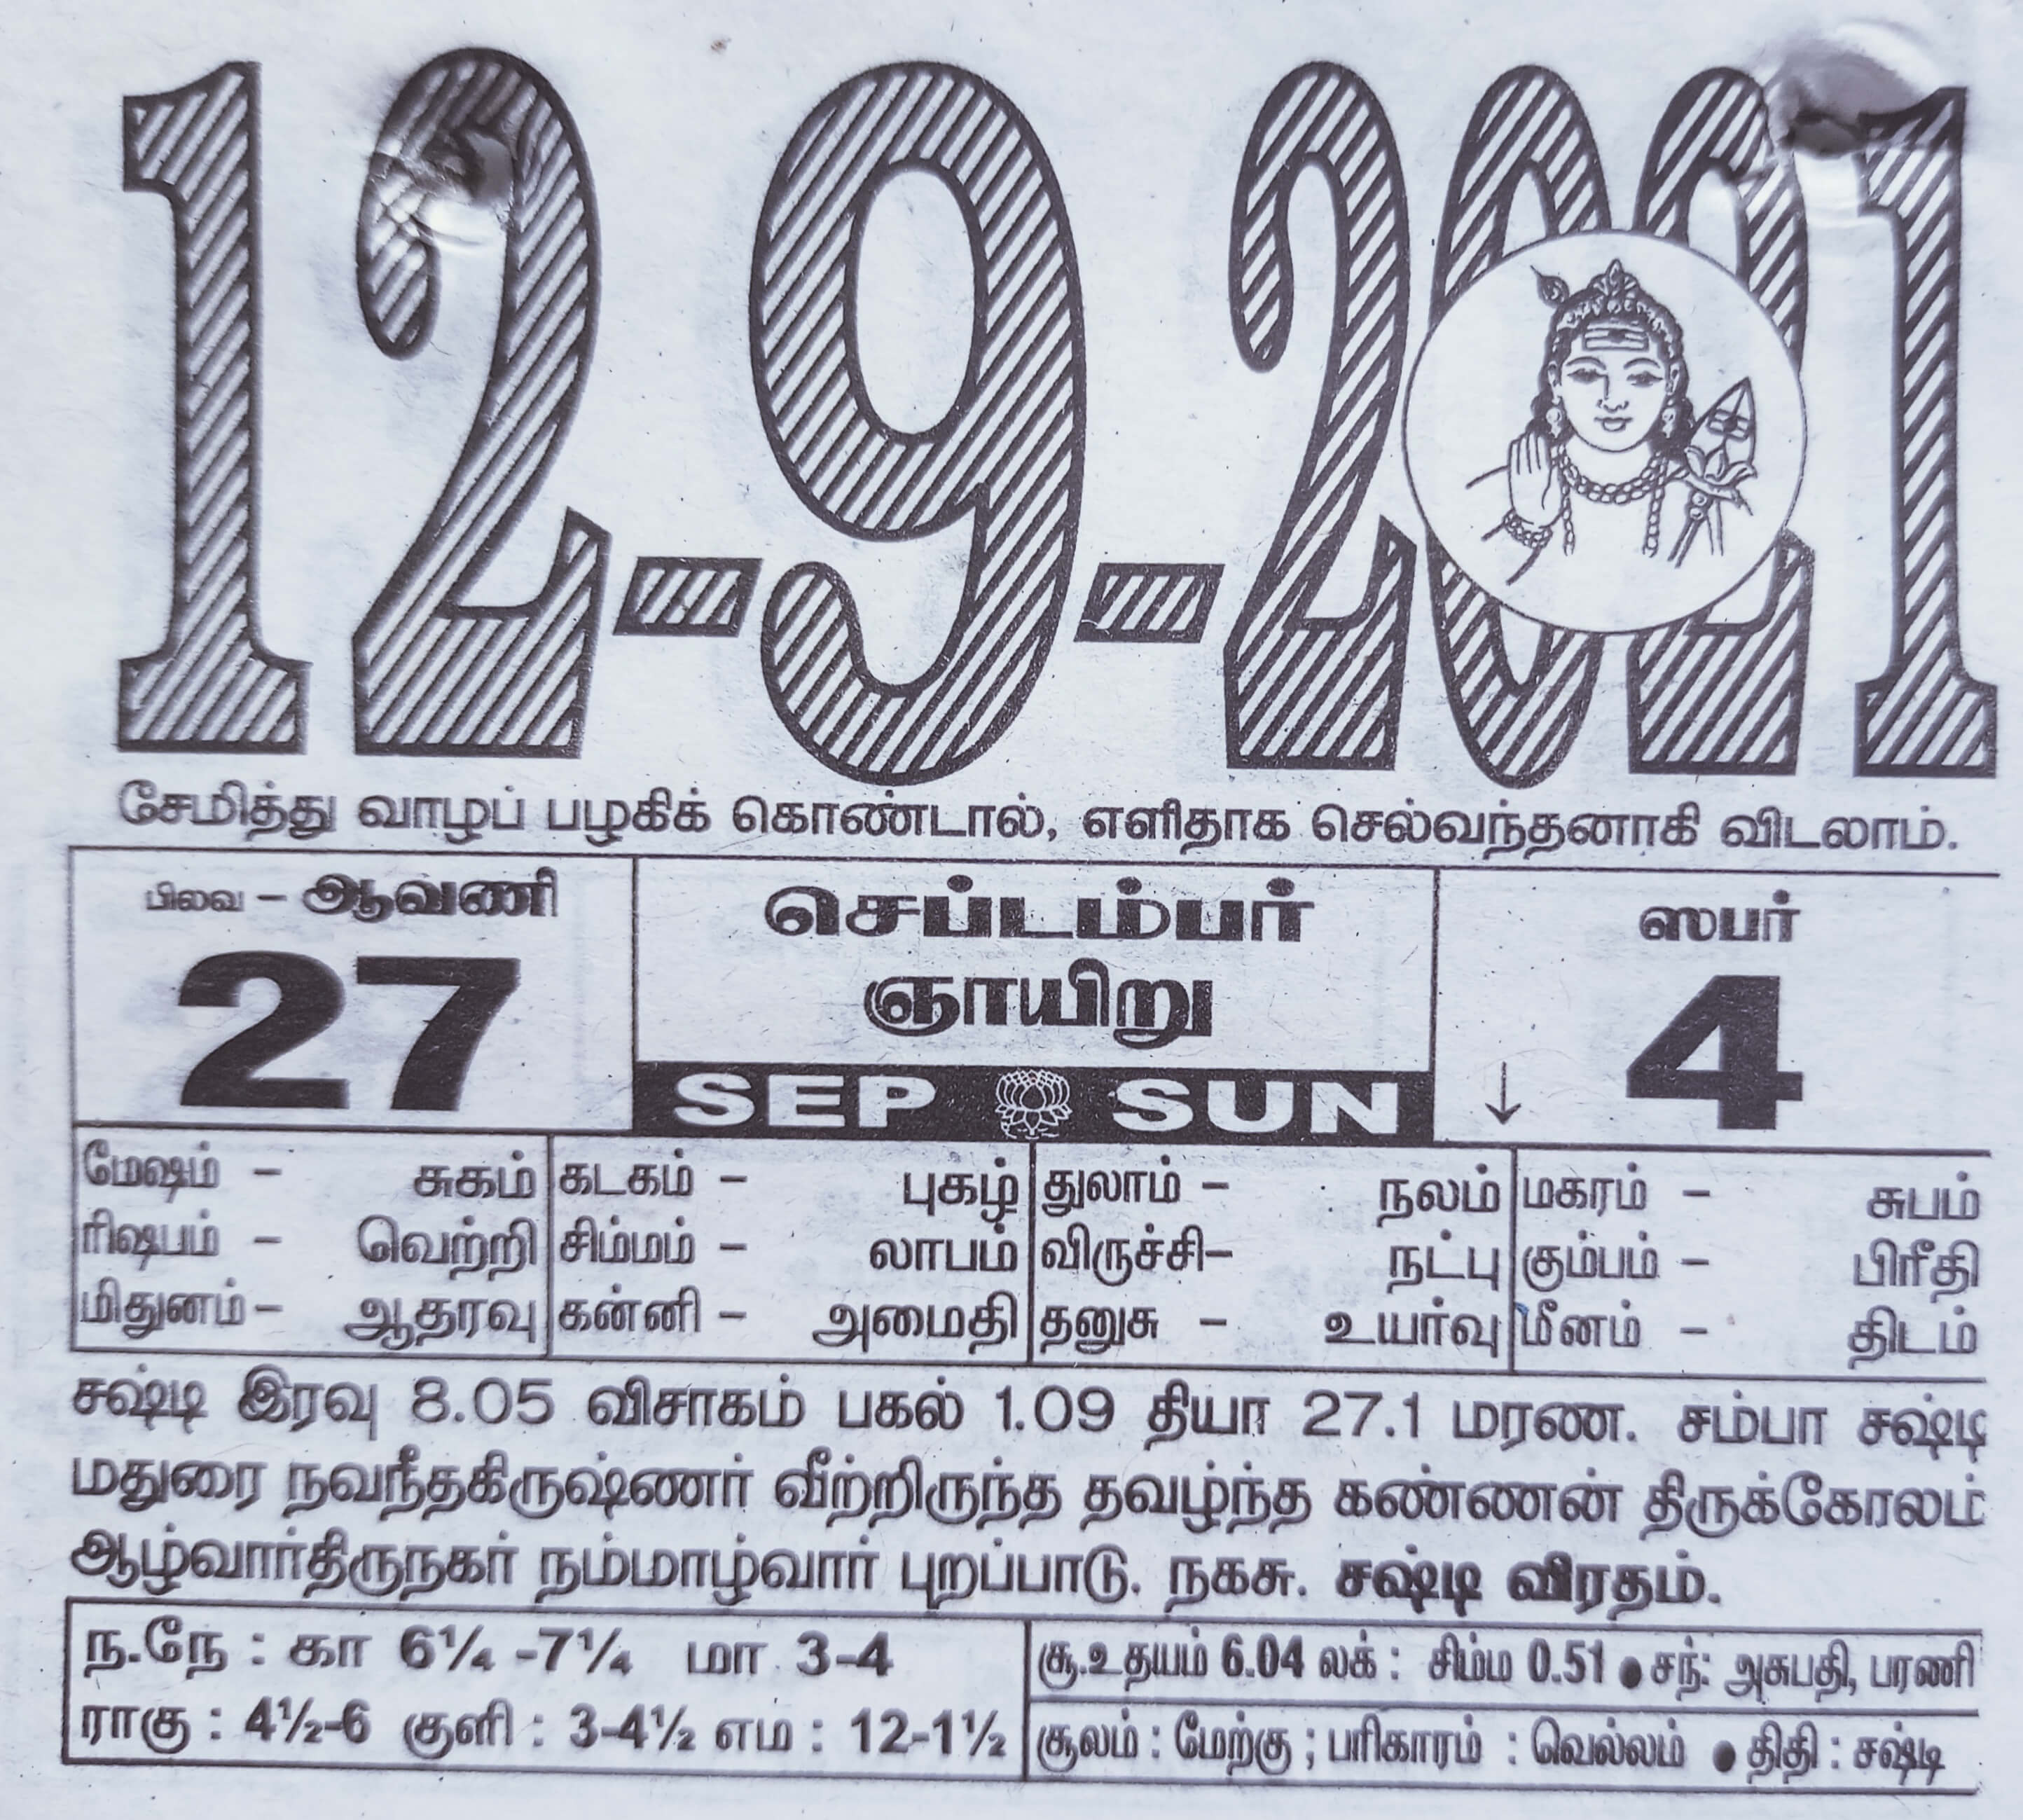 12-9-2021
சேமித்து வாழப் பழகிக் கொண்டால், எளிதாக செல்வந்தனாகி விடலாம்.
பிலவ - ஆவணி
27
செப்டம்பர்
ஞாயிறு
SEP SUN
ஸபர்
↓ 4
மேஷம் - சுகம் கடகம் - புகழ் துலாம் - நலம் மகரம் - சுபம்
ரிஷபம் - வெற்றி சிம்மம் - லாபம் விருச்சி- நட்பு கும்பம் - பிரீதி
மிதுனம்- ஆதரவு கன்னி - அமைதி தனுசு - உயர்வு மீனம் - திடம்
சஷ்டி இரவு 8.05 விசாகம் பகல் 1.09 தியா 27.1 மரண. சம்பா சஷ்டி
மதுரை நவநீதகிருஷ்ணர் வீற்றிருந்த தவழ்ந்த கண்ணன் திருக்கோலம்
ஆழ்வார்திருநகர் நம்மாழ்வார் புறப்பாடு. நகசு. சஷ்டி விரதம்.
ந.நே : கா 6¼ -7¼ மா 3-4
ராகு : 4½-6 குளி : 3-4½ எம : 12-1½
சூ.உதயம் 6.04 லக் : சிம்ம 0.51 ● சந்: அசுபதி, பரணி
சூலம் : மேற்கு ; பரிகாரம் : வெல்லம் ● திதி : சஷ்டி